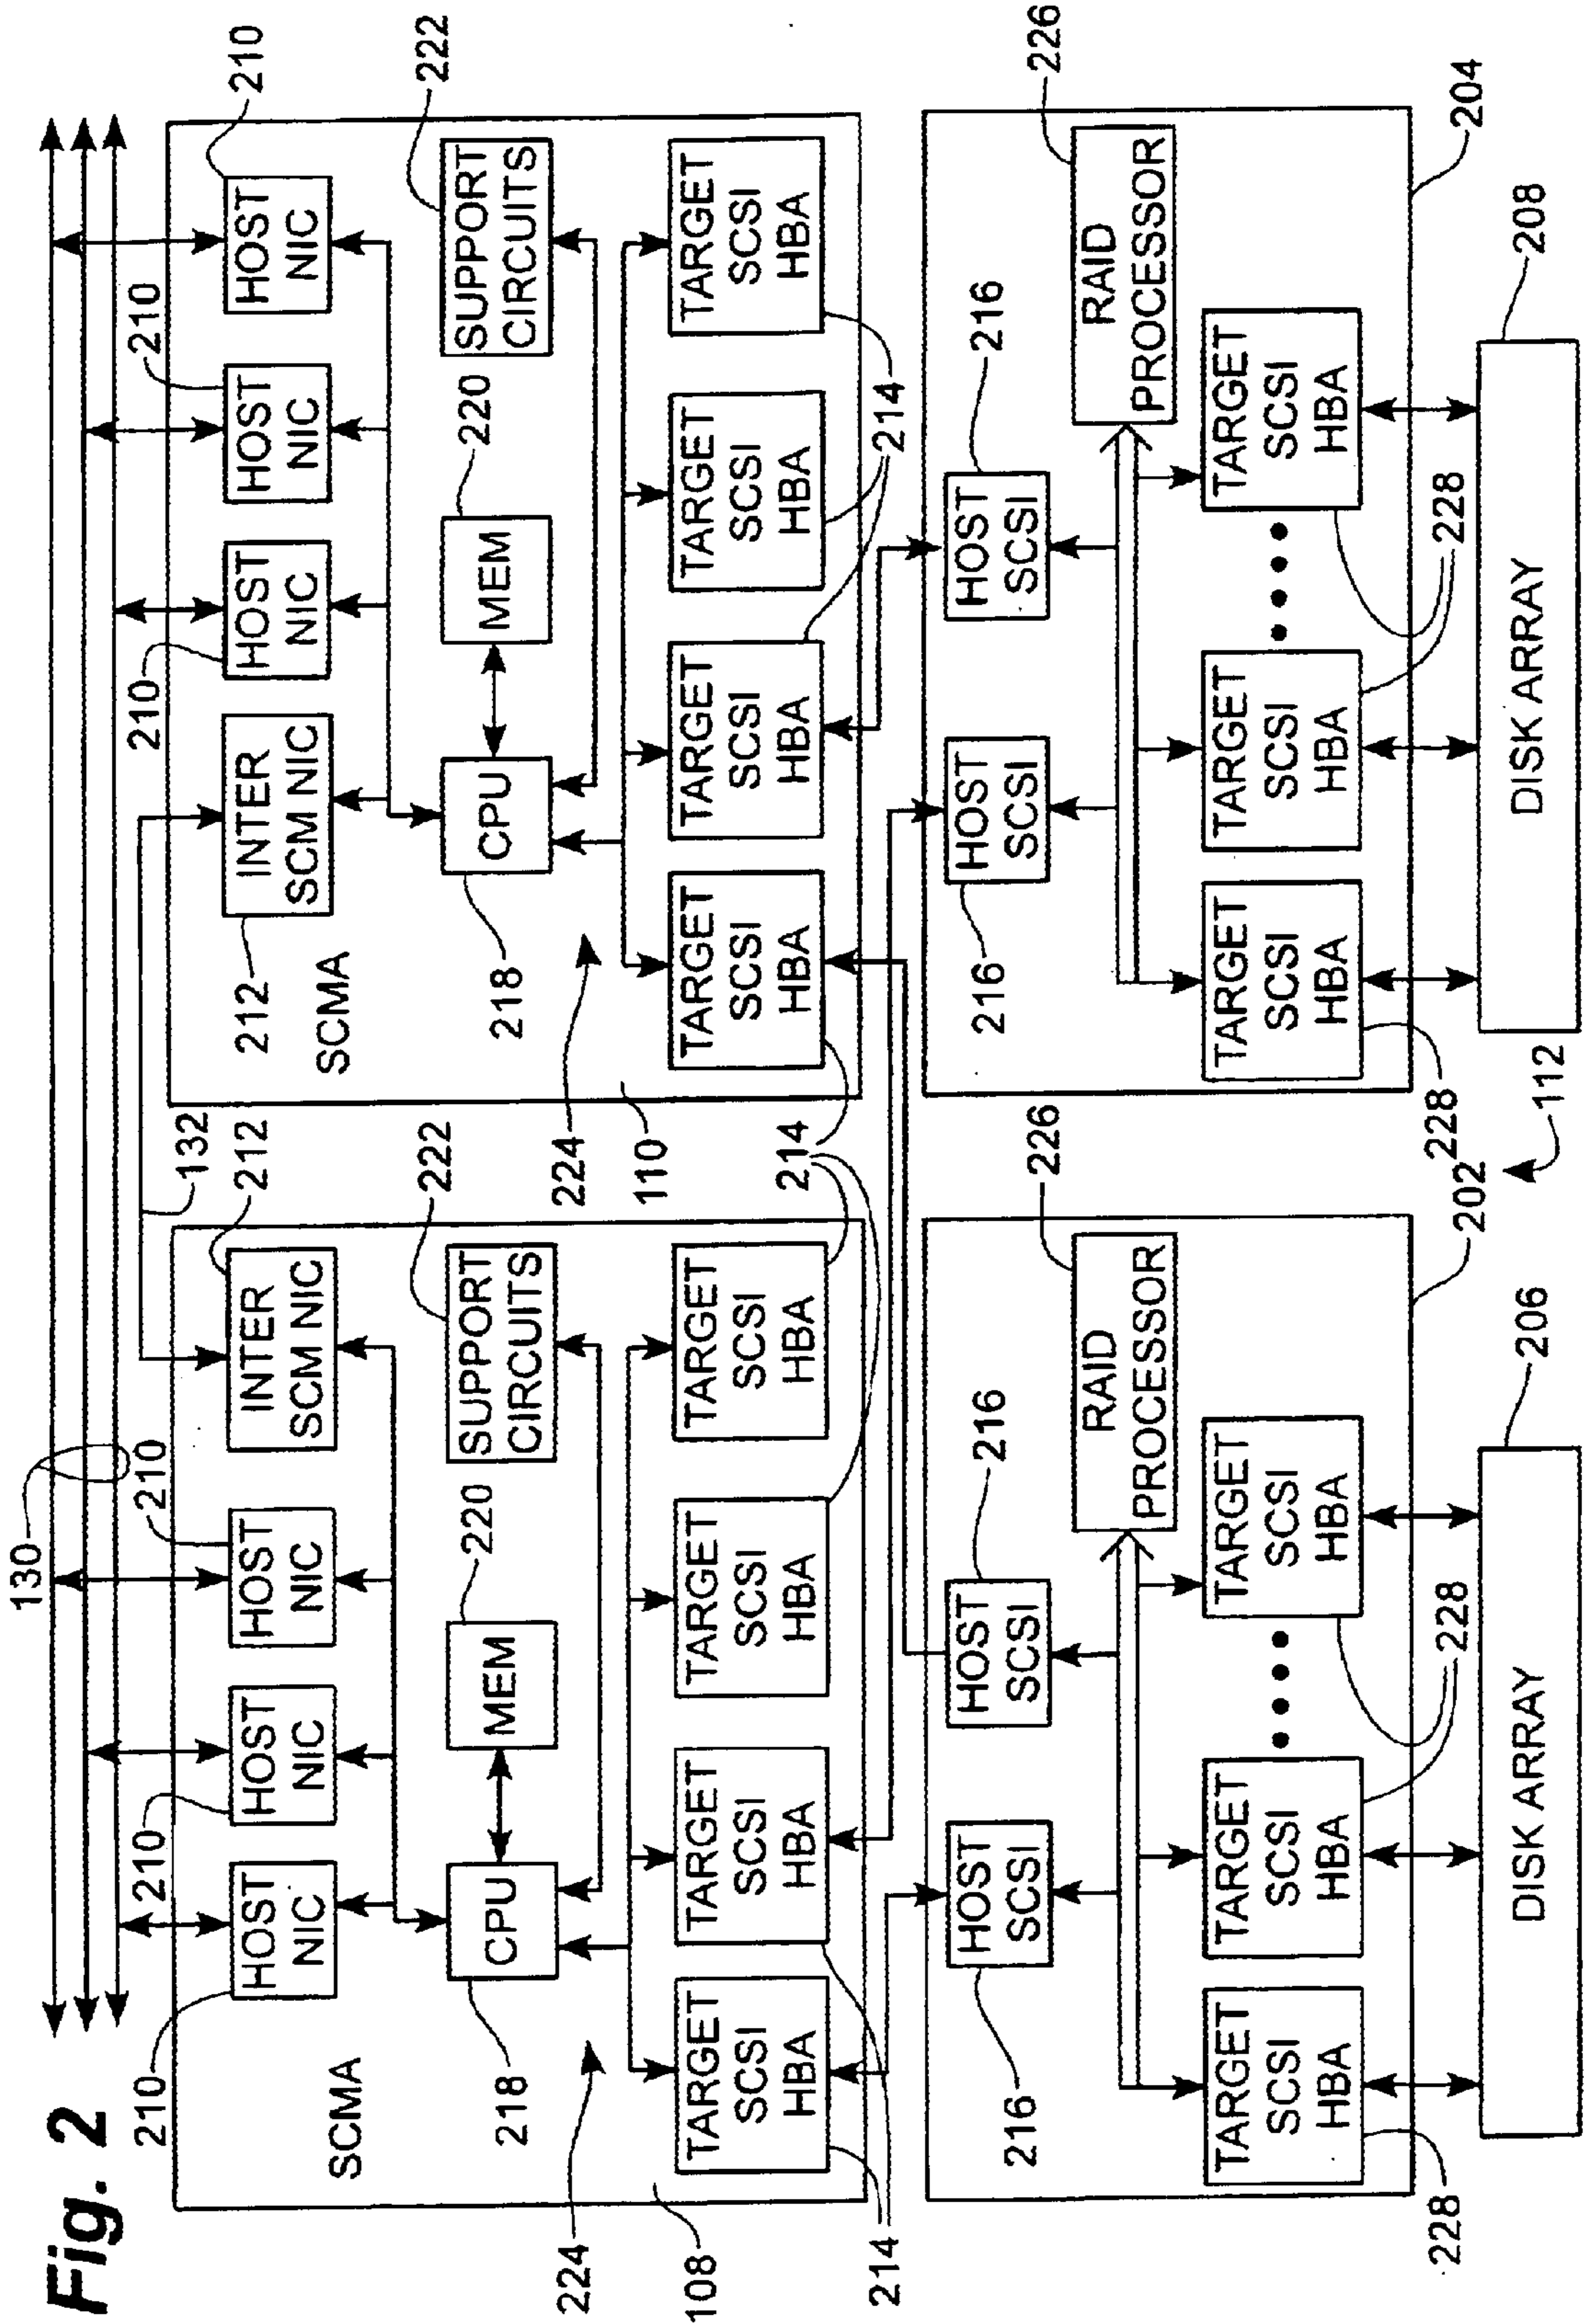 Fig. 2
130
132
210
210
210
212
HOST
NIC
HOST
NIC
HOST
NIC
INTER
SCM NIC
SCMA
218
220
222
CPU
MEM
SUPPORT
CIRCUITS
224
108
TARGET
SCSI
HBA
TARGET
SCSI
HBA
TARGET
SCSI
HBA
TARGET
SCSI
HBA
214
214
212
210
210
210
INTER
SCM NIC
HOST
NIC
HOST
NIC
HOST
NIC
SCMA
218
220
222
CPU
MEM
SUPPORT
CIRCUITS
224
110
TARGET
SCSI
HBA
TARGET
SCSI
HBA
TARGET
SCSI
HBA
TARGET
SCSI
HBA
214
216
216
226
HOST
SCSI
HOST
SCSI
RAID
PROCESSOR
TARGET
SCSI
HBA
TARGET
SCSI
HBA
TARGET
SCSI
HBA
228
228
202
DISK ARRAY
206
216
216
226
HOST
SCSI
HOST
SCSI
RAID
PROCESSOR
TARGET
SCSI
HBA
TARGET
SCSI
HBA
TARGET
SCSI
HBA
228
228
204
DISK ARRAY
208
112